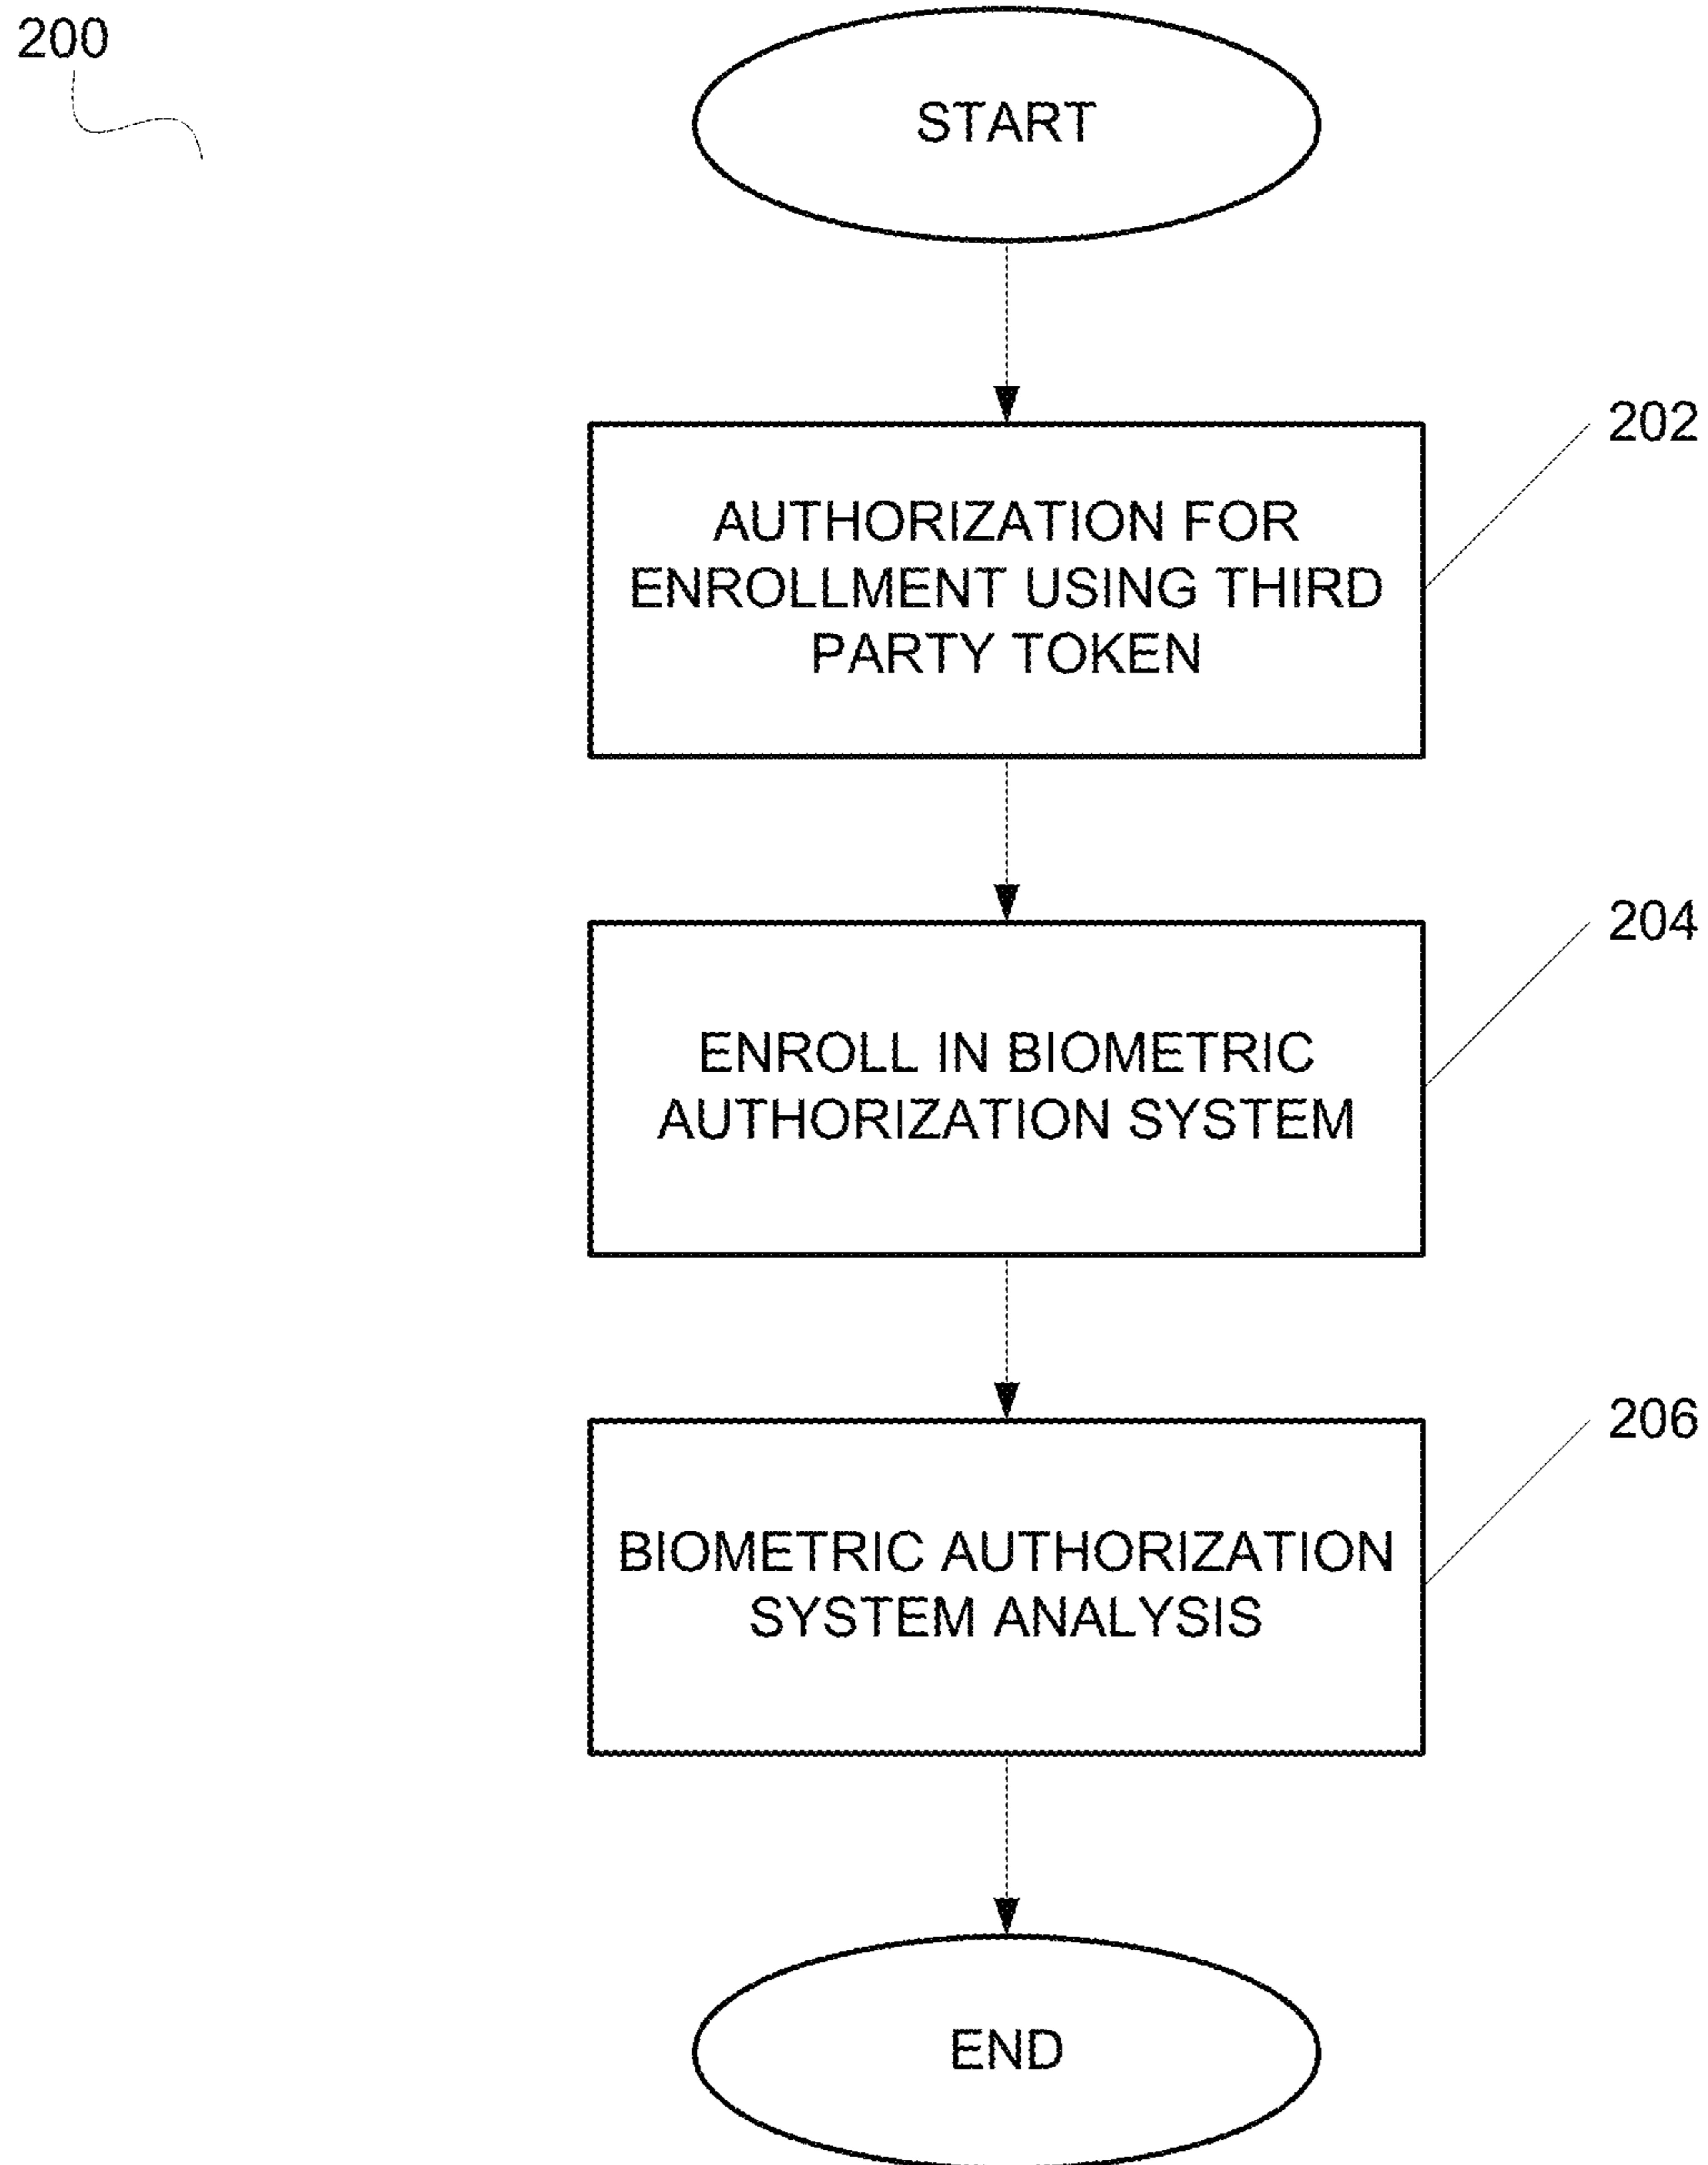 200
START
202
AUTHORIZATION FOR
ENROLLMENT USING THIRD
PARTY TOKEN
204
ENROLL IN BIOMETRIC
AUTHORIZATION SYSTEM
206
BIOMETRIC AUTHORIZATION
SYSTEM ANALYSIS
END